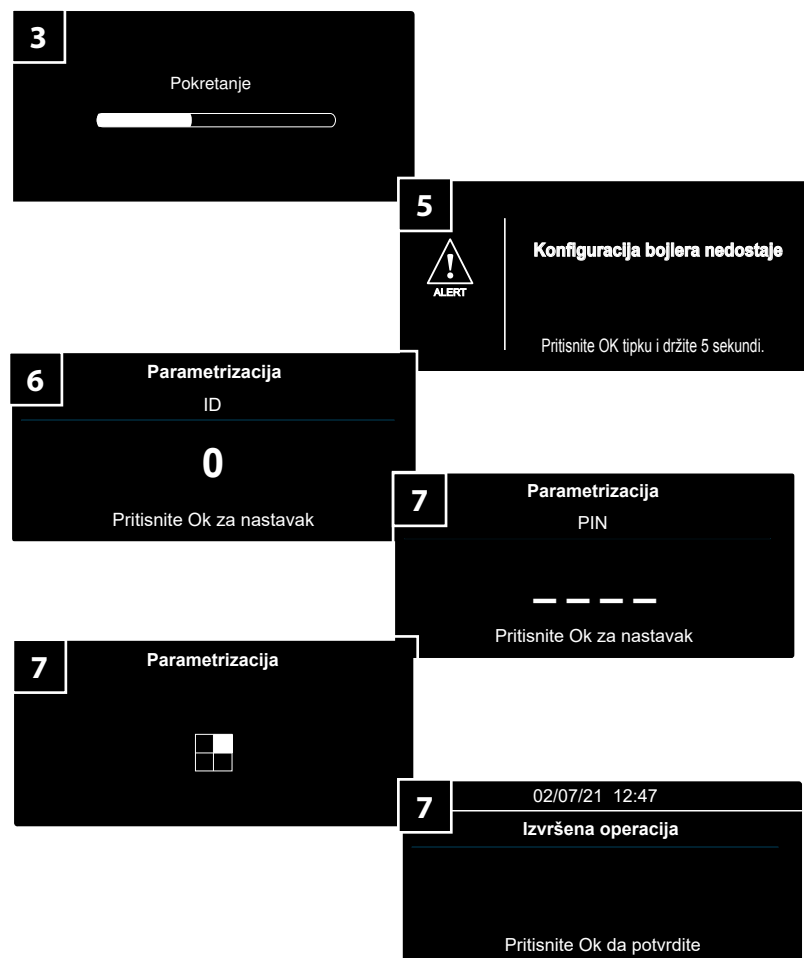 3
Pokretanje
5
ALERT
Konfiguracija bojlera nedostaje
Pritisnite OK tipku i držite 5 sekundi.
6
Parametrizacija
ID
0
Pritisnite Ok za nastavak
7
Parametrizacija
PIN
_ _ _ _
Pritisnite Ok za nastavak
7
Parametrizacija
7
02/07/21 12:47
Izvršena operacija
Pritisnite Ok da potvrdite